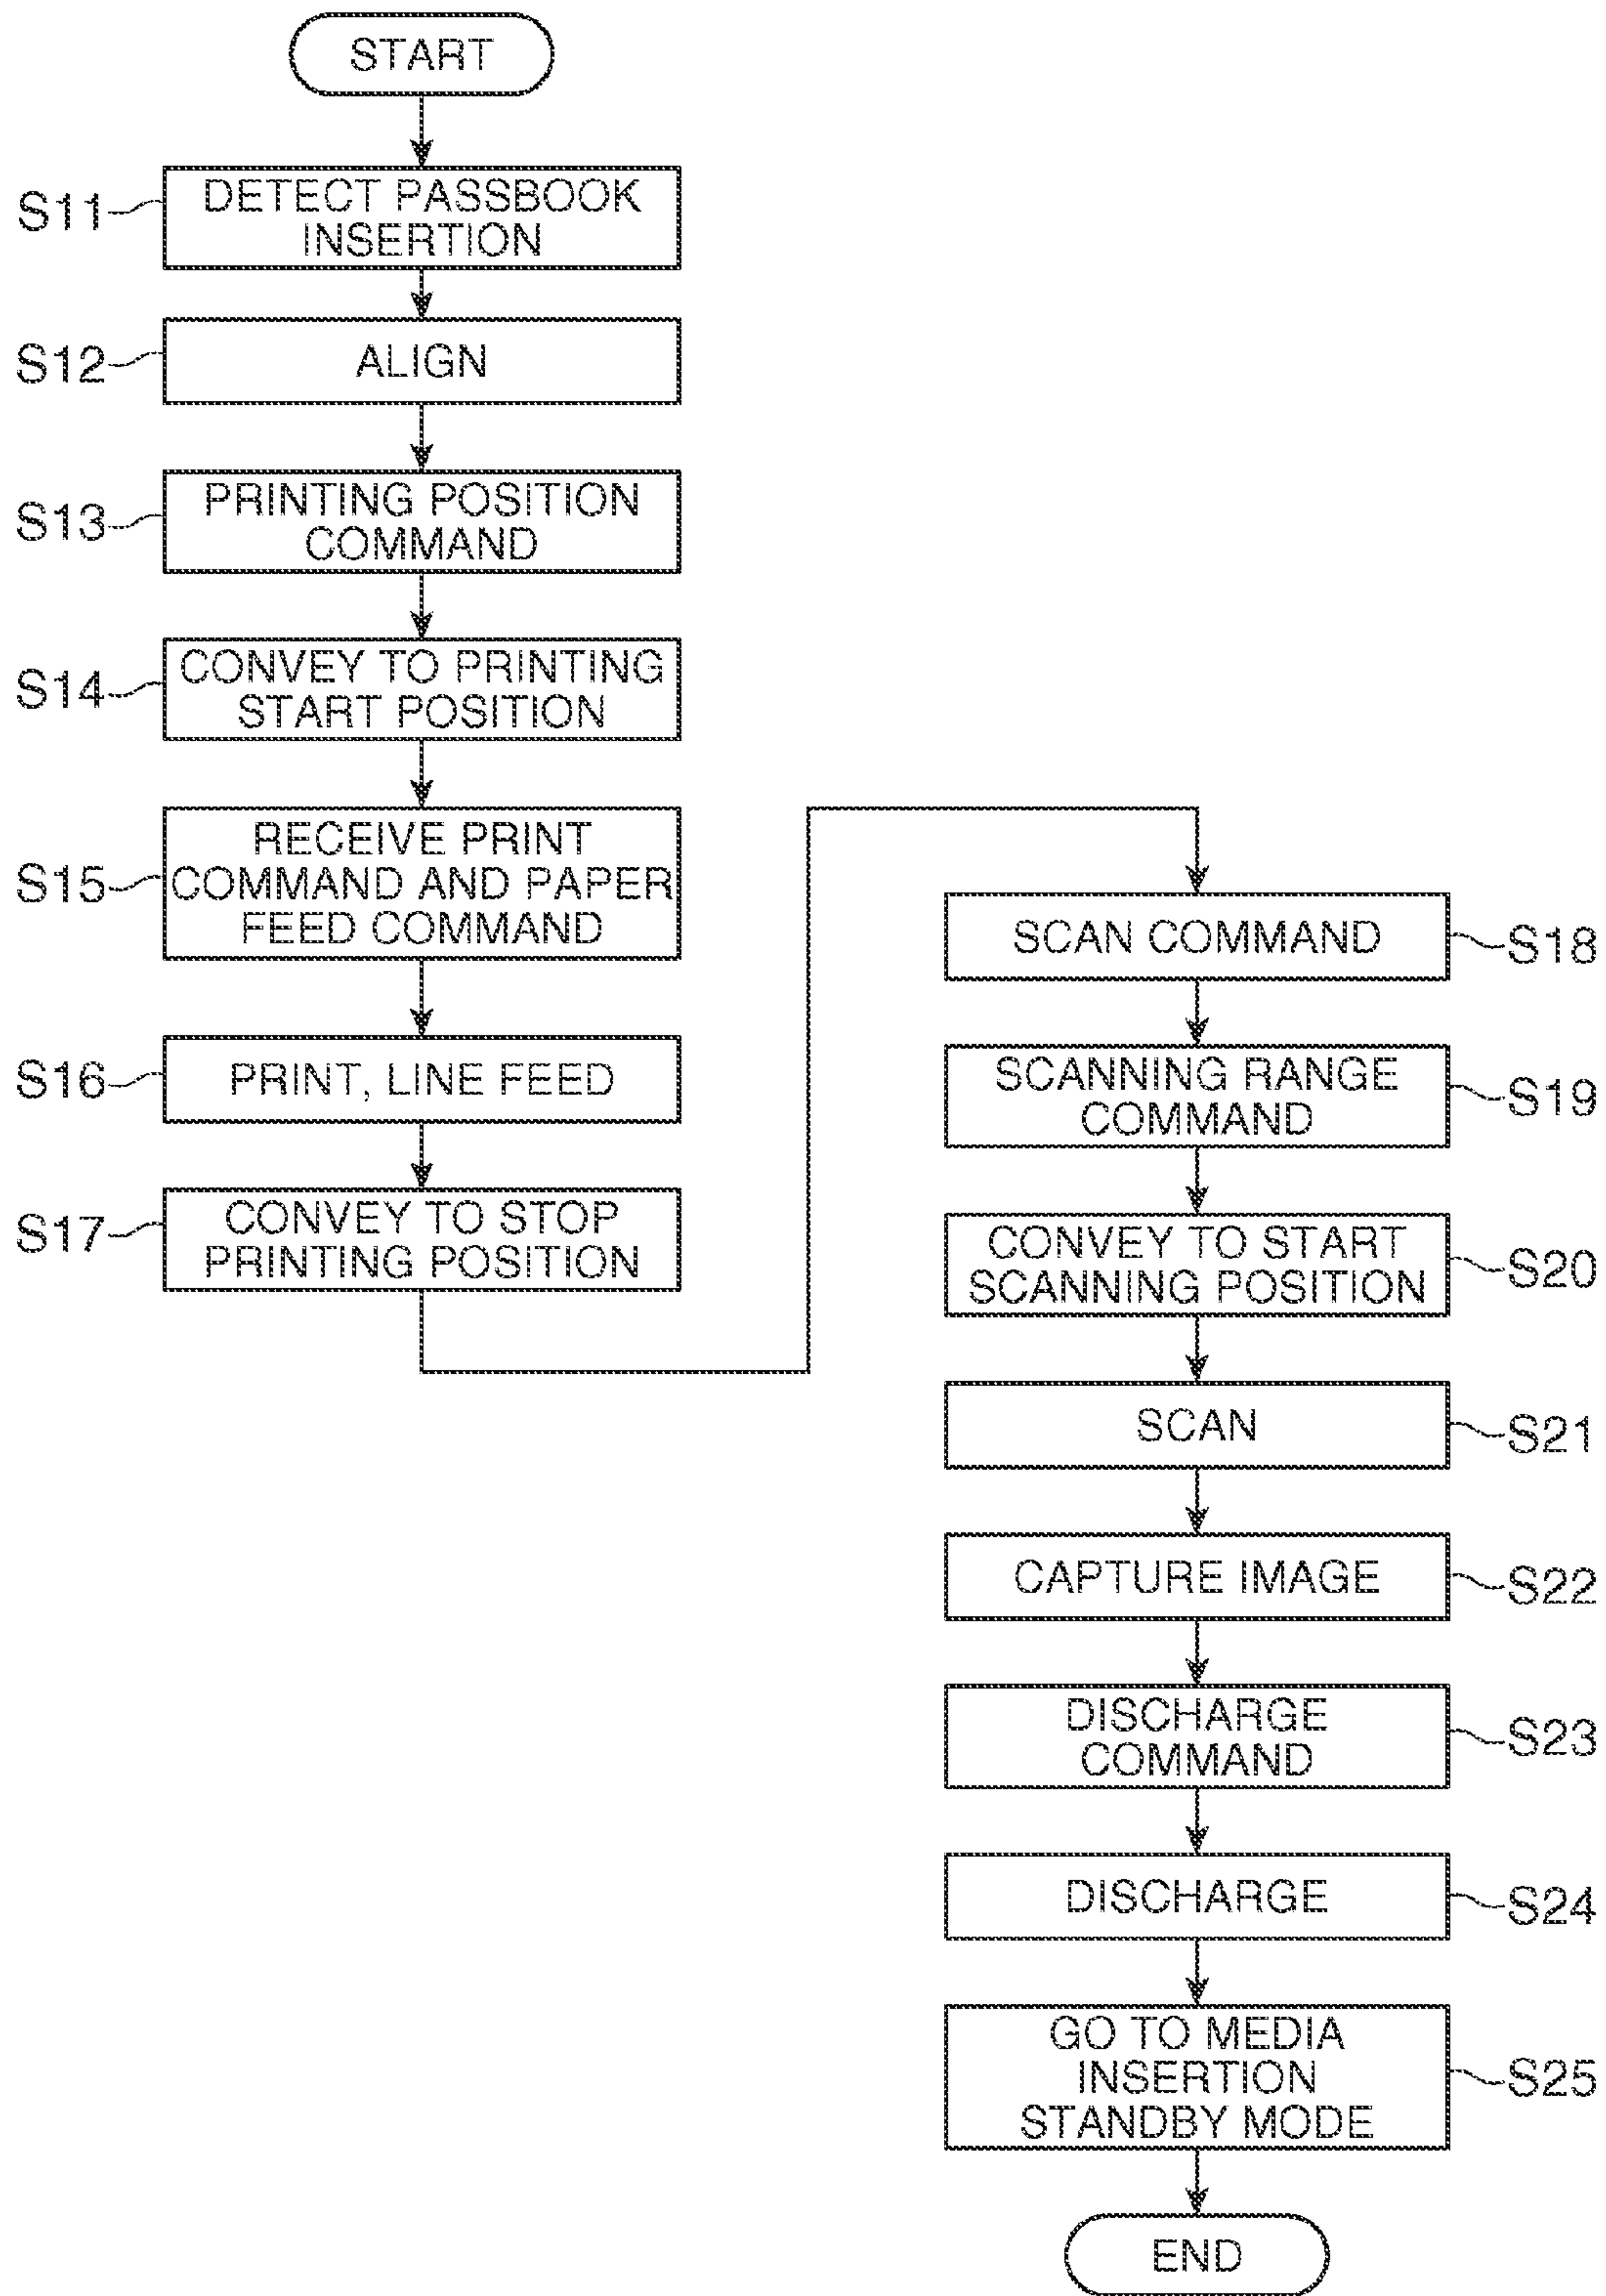 START
S11
DETECT PASSBOOK
INSERTION
S12
ALIGN
S13
PRINTING POSITION
COMMAND
S14
CONVEY TO PRINTING
START POSITION
S15
RECEIVE PRINT
COMMAND AND PAPER
FEED COMMAND
S16
PRINT, LINE FEED
S17
CONVEY TO STOP
PRINTING POSITION
SCAN COMMAND
S18
SCANNING RANGE
COMMAND
S19
CONVEY TO START
SCANNING POSITION
S20
SCAN
S21
CAPTURE IMAGE
S22
DISCHARGE
COMMAND
S23
DISCHARGE
S24
GO TO MEDIA
INSERTION
STANDBY MODE
S25
END